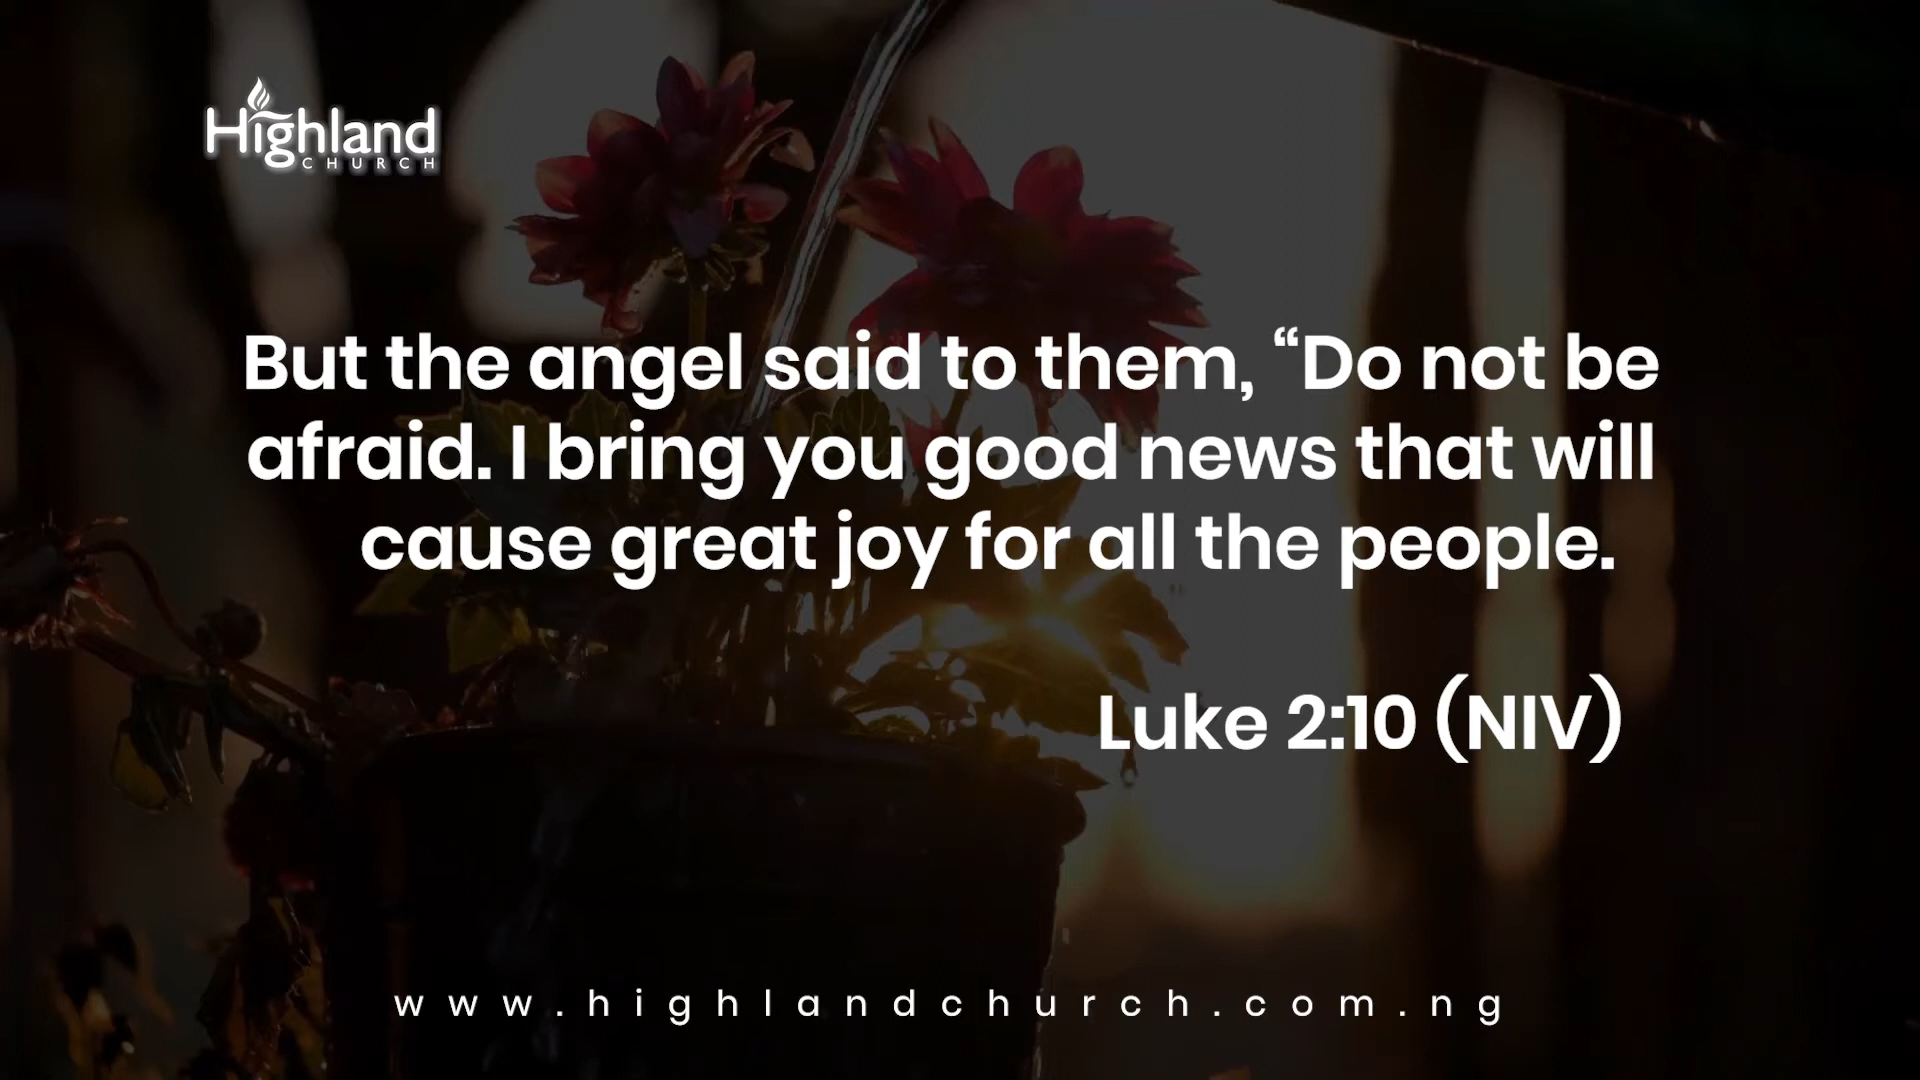 Highland
CHURCH
But the angel said to them, “Do not be
afraid. I bring you good news that will
cause great joy for all the people.
Luke 2:10 (NIV)
www.highlandchurch.com.ng